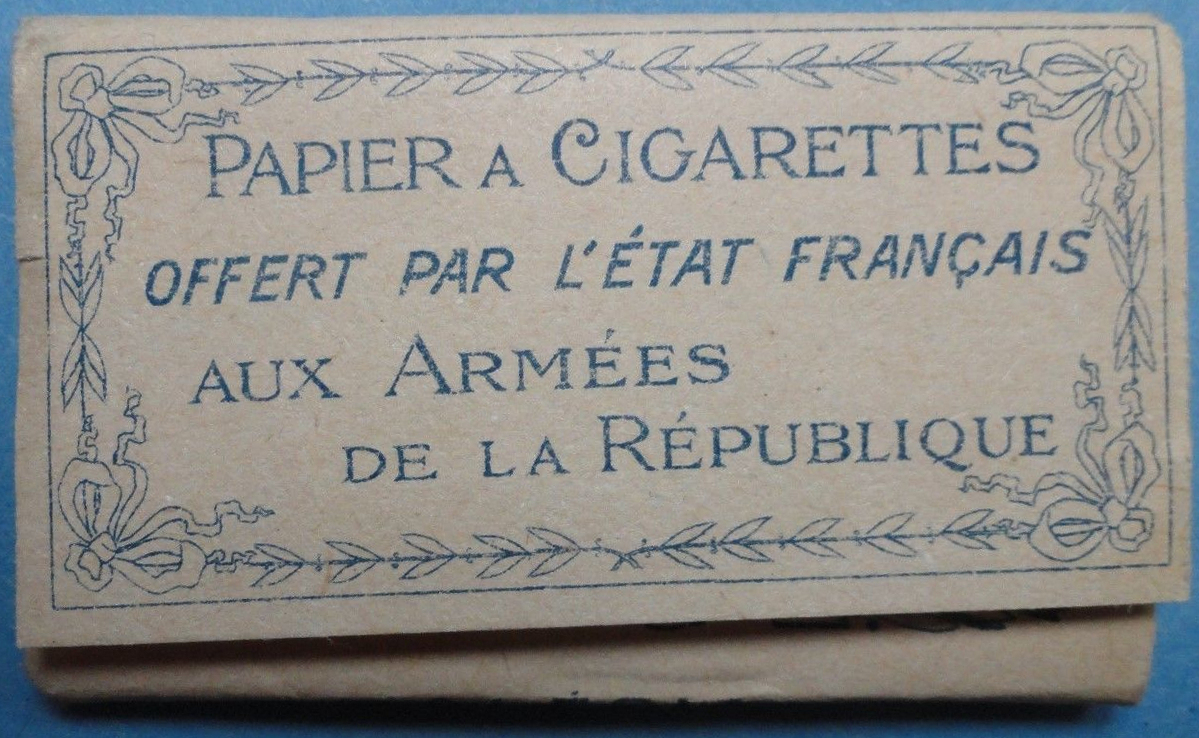 PAPIER A CIGARETTES
OFFERT PAR L'ÉTAT FRANÇAIS
AUX ARMÉES
DE LA RÉPUBLIQUE